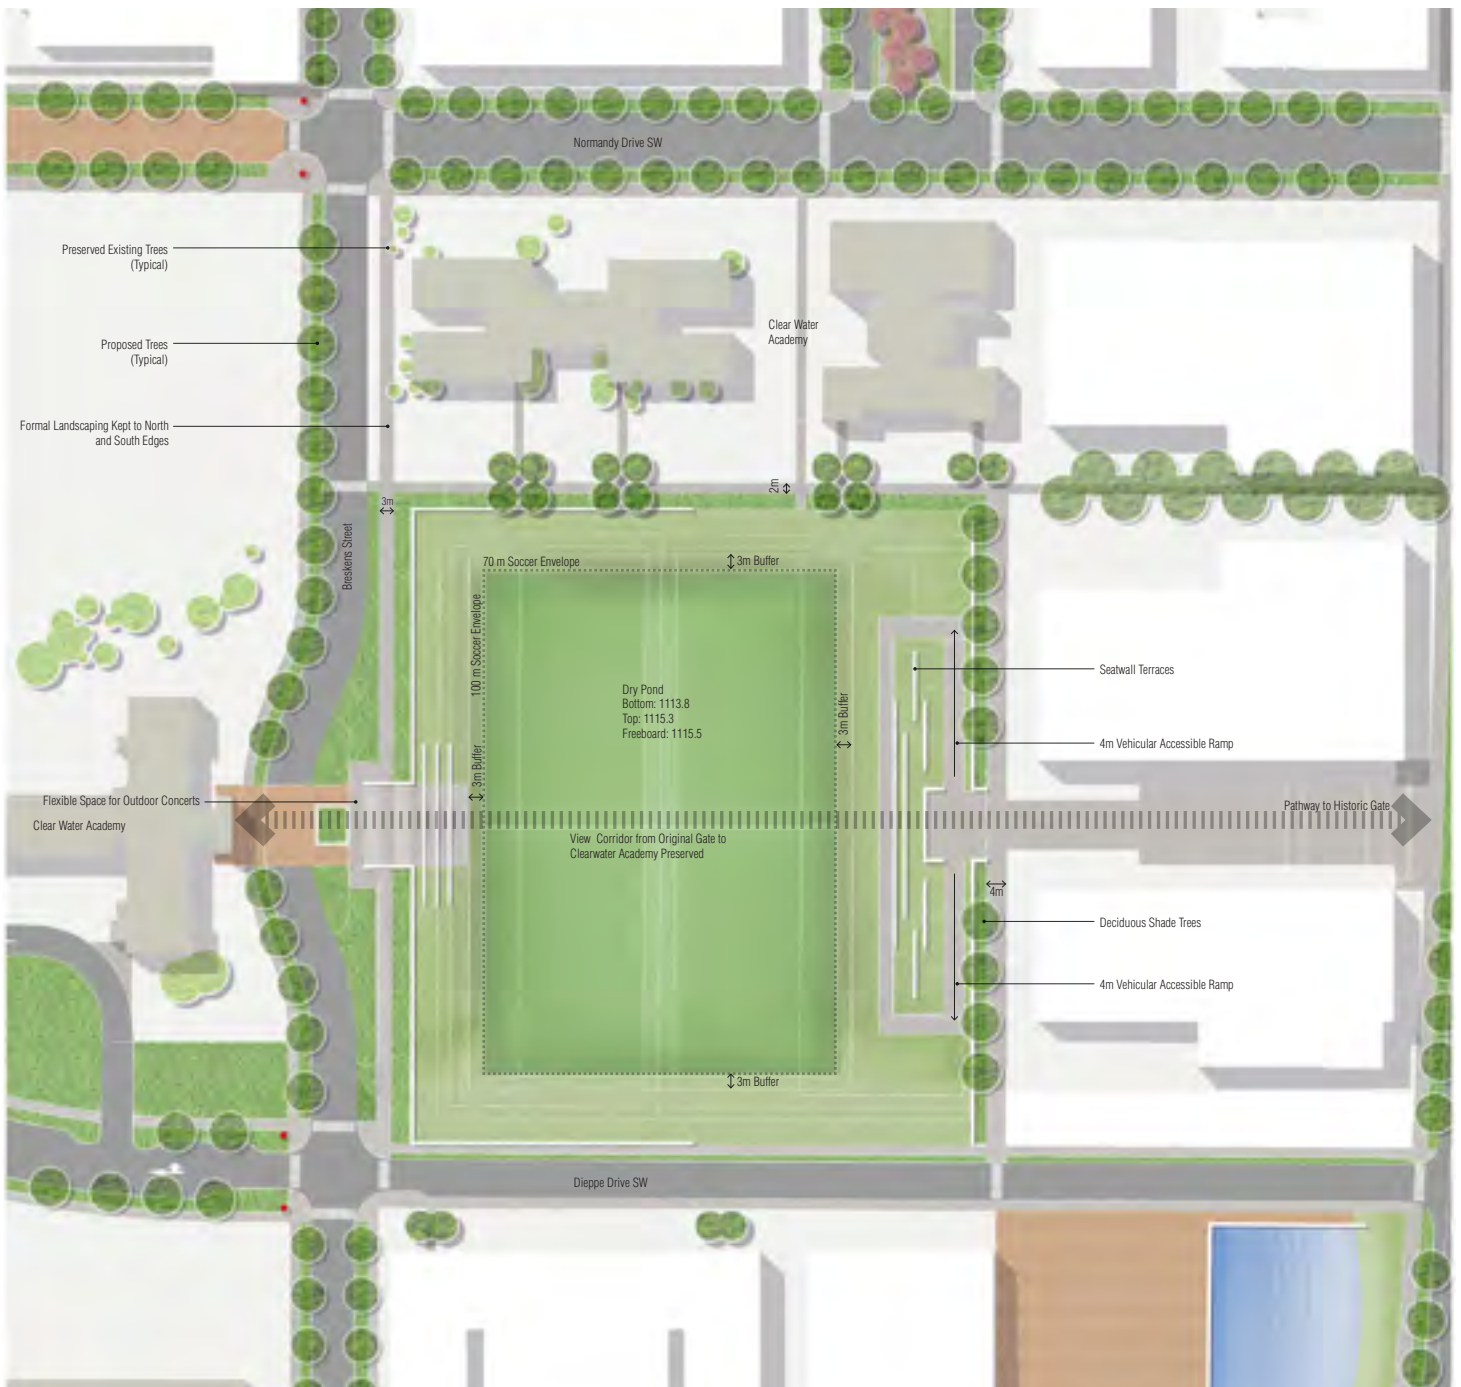 Normandy Drive SW
Preserved Existing Trees
(Typical)
Clear Water
Academy
Proposed Trees
(Typical)
Formal Landscaping Kept to North
and South Edges
2m
3m
Breskens Street
70 m Soccer Envelope
3m Buffer
100 m Soccer Envelope
Dry Pond
Bottom: 1113.8
Top: 1115.3
Freeboard: 1115.5
Seatwall Terraces
3m Buffer
4m Vehicular Accessible Ramp
3m Buffer
Flexible Space for Outdoor Concerts
Pathway to Historic Gate
Clear Water Academy
View Corridor from Original Gate to
Clearwater Academy Preserved
4m
Deciduous Shade Trees
4m Vehicular Accessible Ramp
3m Buffer
Dieppe Drive SW